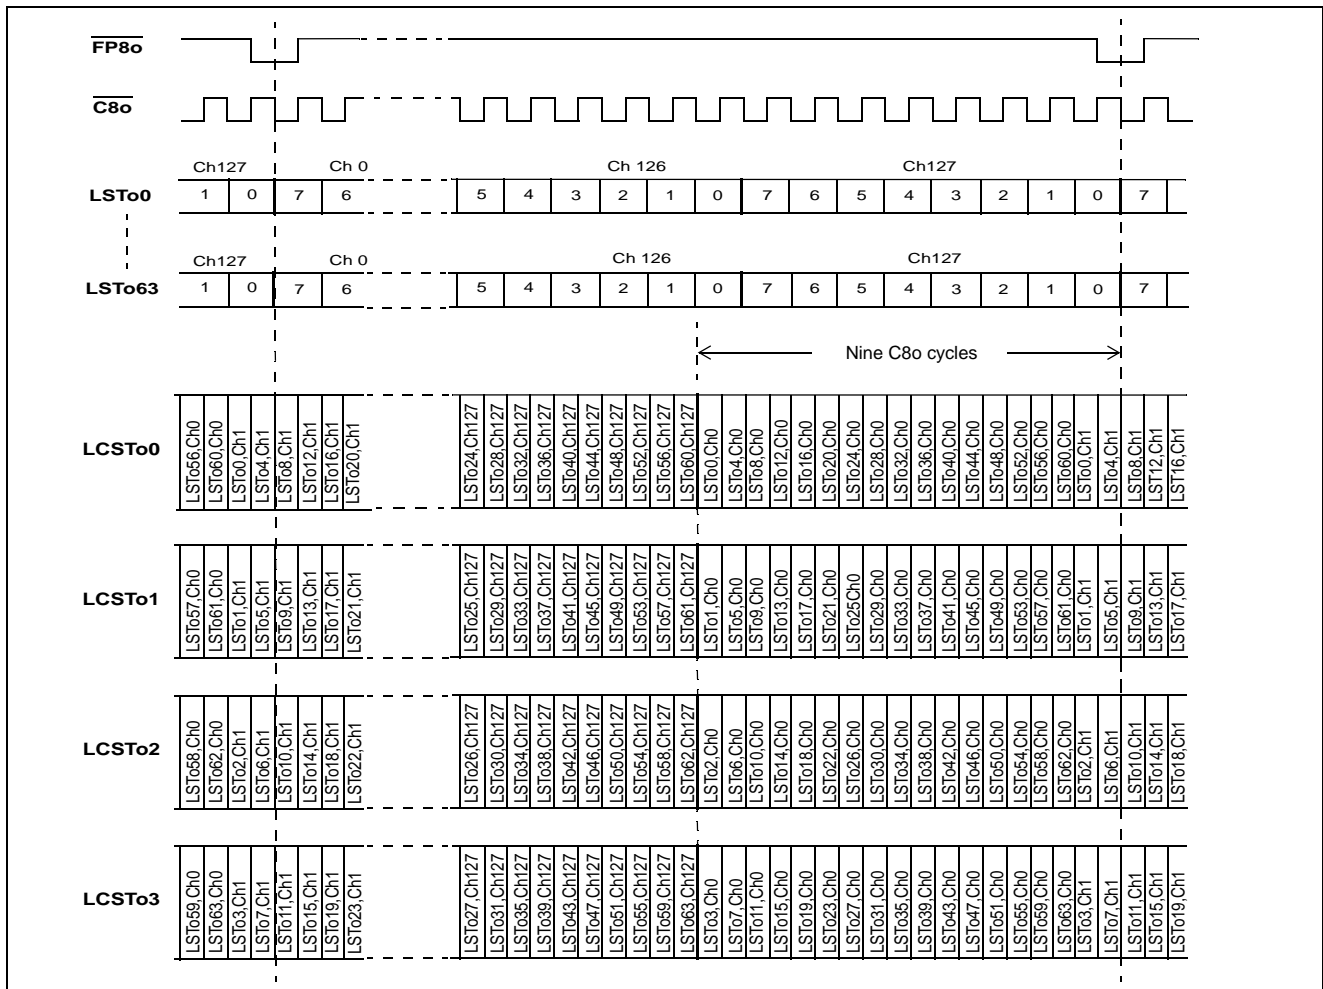 FP8o
C8o
Ch127 Ch 0 Ch 126 Ch127
LSTo0 1 0 7 6 5 4 3 2 1 0 7 6 5 4 3 2 1 0 7
Ch127 Ch 0 Ch 126 Ch127
LSTo63 1 0 7 6 5 4 3 2 1 0 7 6 5 4 3 2 1 0 7
Nine C8o cycles
LCSTo0
LSTo56,Ch0
LSTo60,Ch0
LSTo0,Ch1
LSTo4,Ch1
LSTo8,Ch1
LSTo12,Ch1
LSTo16,Ch1
LSTo20,Ch1
LSTo24,Ch127
LSTo28,Ch127
LSTo32,Ch127
LSTo36,Ch127
LSTo40,Ch127
LSTo44,Ch127
LSTo48,Ch127
LSTo52,Ch127
LSTo56,Ch127
LSTo60,Ch127
LSTo0,Ch0
LSTo4,Ch0
LSTo8,Ch0
LSTo12,Ch0
LSTo16,Ch0
LSTo20,Ch0
LSTo24,Ch0
LSTo28,Ch0
LSTo32,Ch0
LSTo36,Ch0
LSTo40,Ch0
LSTo44,Ch0
LSTo48,Ch0
LSTo52,Ch0
LSTo56,Ch0
LSTo60,Ch0
LSTo0,Ch1
LSTo4,Ch1
LSTo8,Ch1
LST12,Ch1
LST16,Ch1
LCSTo1
LSTo57,Ch0
LSTo61,Ch0
LSTo1,Ch1
LSTo5,Ch1
LSTo9,Ch1
LSTo13,Ch1
LSTo17,Ch1
LSTo21,Ch1
LSTo25,Ch127
LSTo29,Ch127
LSTo33,Ch127
LSTo37,Ch127
LSTo41,Ch127
LSTo45,Ch127
LSTo49,Ch127
LSTo53,Ch127
LSTo57,Ch127
LSTo61,Ch127
LSTo1,Ch0
LSTo5,Ch0
LSTo9,Ch0
LSTo13,Ch0
LSTo17,Ch0
LSTo21,Ch0
LSTo25Ch0
LSTo29,Ch0
LSTo33,Ch0
LSTo37,Ch0
LSTo41,Ch0
LSTo45,Ch0
LSTo49,Ch0
LSTo53,Ch0
LSTo57,Ch0
LSTo61,Ch0
LSTo1,Ch1
LSTo5,Ch1
LSTo9,Ch1
LSTo13,Ch1
LSTo17,Ch1
LCSTo2
LSTo58,Ch0
LSTo62,Ch0
LSTo2,Ch1
LSTo6,Ch1
LSTo10,Ch1
LSTo14,Ch1
LSTo18,Ch1
LSTo22,Ch1
LSTo26,Ch127
LSTo30,Ch127
LSTo34,Ch127
LSTo38,Ch127
LSTo42,Ch127
LSTo46,Ch127
LSTo50,Ch127
LSTo54,Ch127
LSTo58,Ch127
LSTo62,Ch127
LSTo2,Ch0
LSTo6,Ch0
LSTo10,Ch0
LSTo14,Ch0
LSTo18,Ch0
LSTo22,Ch0
LSTo26,Ch0
LSTo30,Ch0
LSTo34,Ch0
LSTo38,Ch0
LSTo42,Ch0
LSTo46,Ch0
LSTo50,Ch0
LSTo54,Ch0
LSTo58,Ch0
LSTo62,Ch0
LSTo2,Ch1
LSTo6,Ch1
LSTo10,Ch1
LSTo14,Ch1
LSTo18,Ch1
LCSTo3
LSTo59,Ch0
LSTo63,Ch0
LSTo3,Ch1
LSTo7,Ch1
LSTo11,Ch1
LSTo15,Ch1
LSTo19,Ch1
LSTo23,Ch1
LSTo27,Ch127
LSTo31,Ch127
LSTo35,Ch127
LSTo39,Ch127
LSTo43,Ch127
LSTo47,Ch127
LSTo51,Ch127
LSTo55,Ch127
LSTo59,Ch127
LSTo63,Ch127
LSTo3,Ch0
LSTo7,Ch0
LSTo11,Ch0
LSTo15,Ch0
LSTo19,Ch0
LSTo23,Ch0
LSTo27,Ch0
LSTo31,Ch0
LSTo35,Ch0
LSTo39,Ch0
LSTo43,Ch0
LSTo47,Ch0
LSTo51,Ch0
LSTo55,Ch0
LSTo59,Ch0
LSTo63,Ch0
LSTo3,Ch1
LSTo7,Ch1
LSTo11,Ch1
LSTo15,Ch1
LSTo19,Ch1